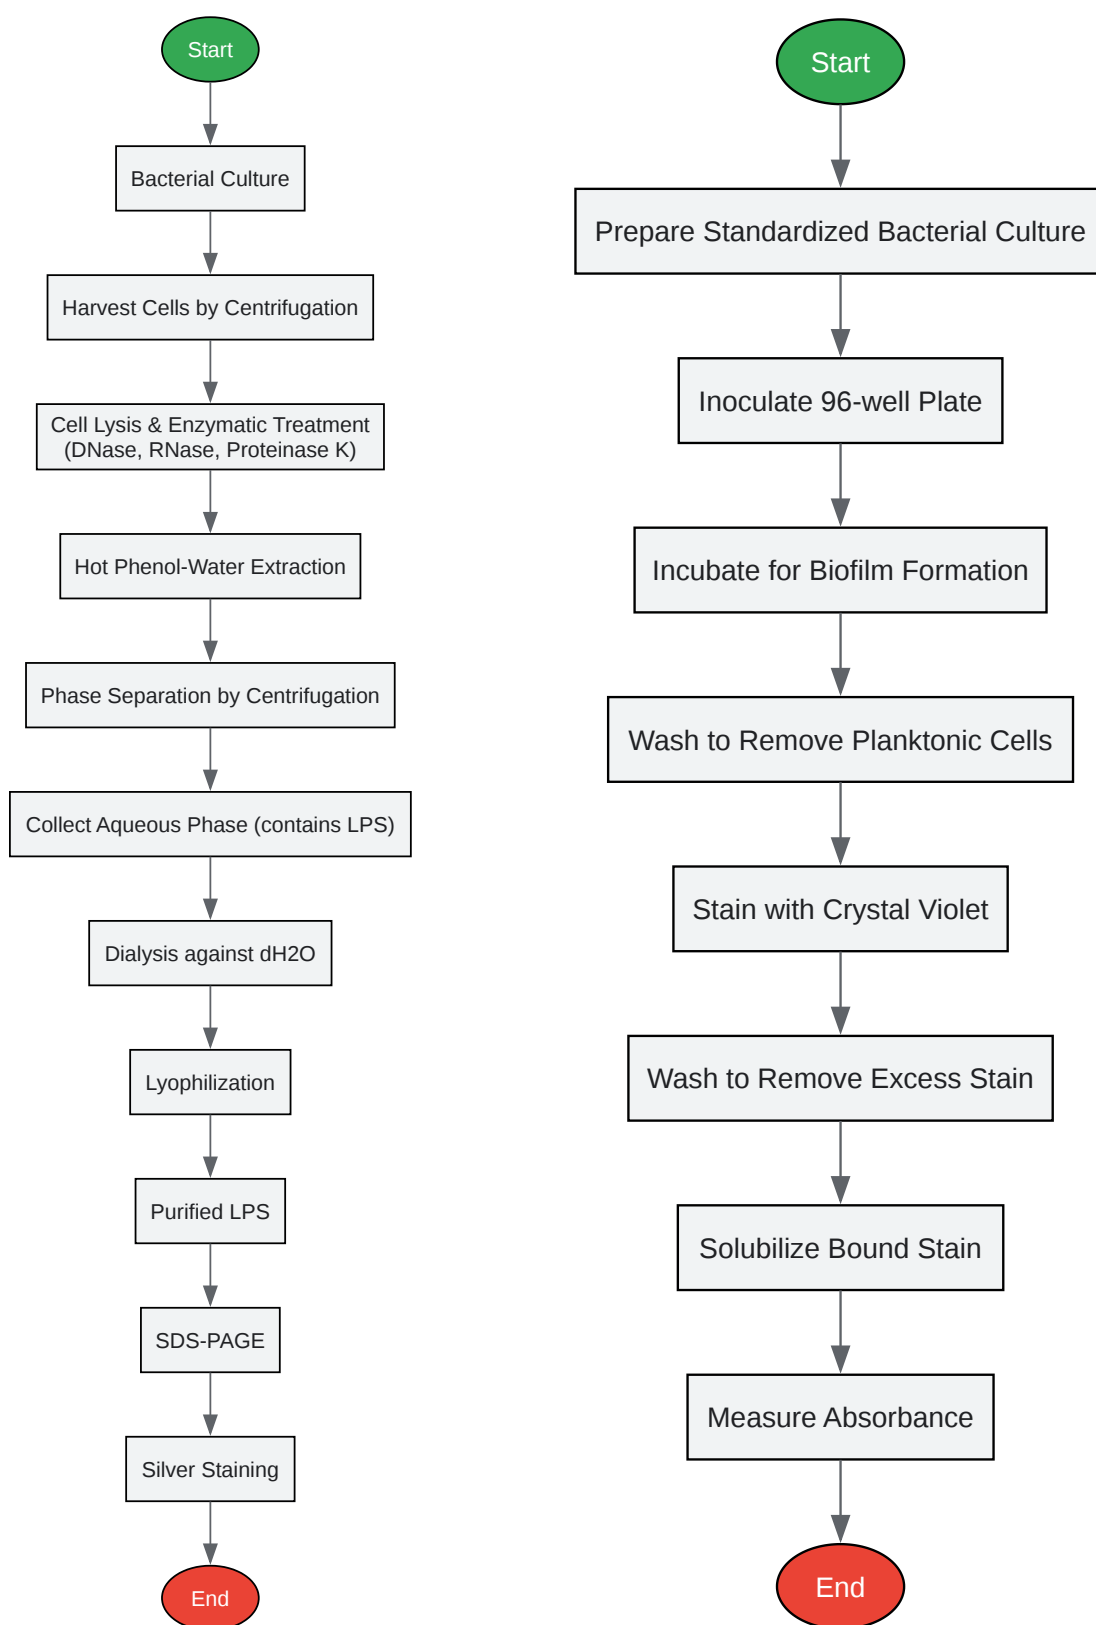 Start
Bacterial Culture
Harvest Cells by Centrifugation
Cell Lysis & Enzymatic Treatment
(DNase, RNase, Proteinase K)
Hot Phenol-Water Extraction
Phase Separation by Centrifugation
Collect Aqueous Phase (contains LPS)
Dialysis against dH2O
Lyophilization
Purified LPS
SDS-PAGE
Silver Staining
End
Start
Prepare Standardized Bacterial Culture
Inoculate 96-well Plate
Incubate for Biofilm Formation
Wash to Remove Planktonic Cells
Stain with Crystal Violet
Wash to Remove Excess Stain
Solubilize Bound Stain
Measure Absorbance
End